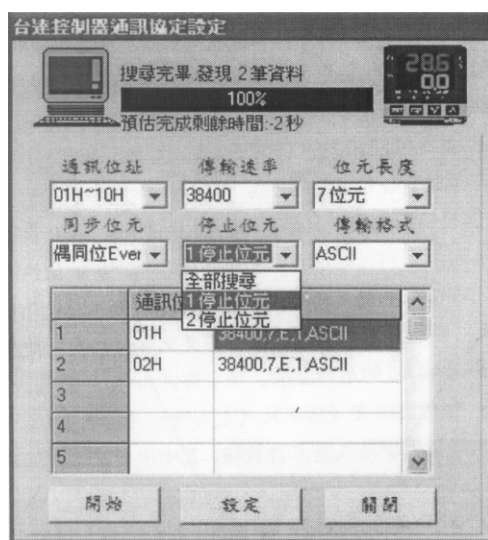 台達控制器通訊協定設定
搜尋完畢,發現 2 筆資料
100%
預估完成剩餘時間:-2 秒
通訊位址 傳輸速率 位元長度
01H~10H 38400 7 位元
同步位元 停止位元 傳輸格式
偶同位Ever 1 停止位元 ASCII
全部搜尋
1 停止位元
2 停止位元
通訊位
1 01H 38400,7,E,1,ASCII
2 02H 38400,7,E,1,ASCII
3
4
5
開始 設定 關閉